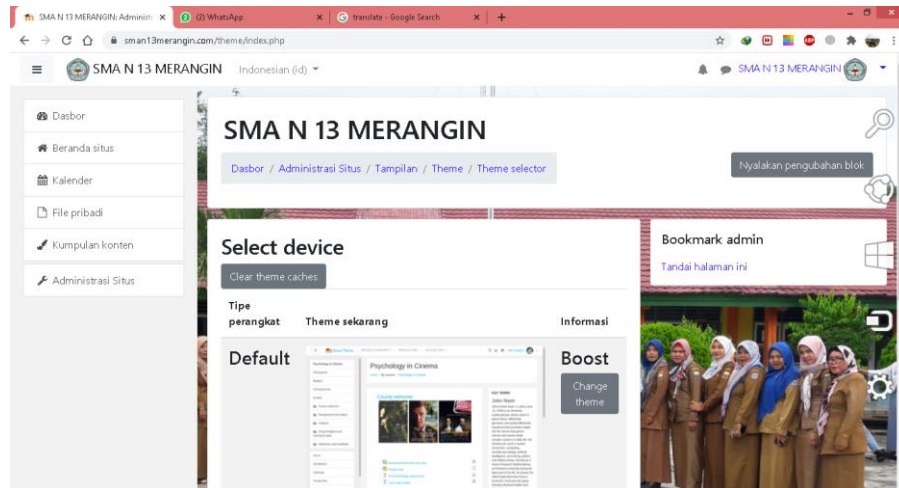 SMA N 13 MERANGIN: Administr
(2) WhatsApp
translate - Google Search
sman13merangin.com/theme/index.php
SMA N 13 MERANGIN
Indonesian (id)
SMA N 13 MERANGIN
Dasbor
Beranda situs
Kalender
File pribadi
Kumpulan konten
Administrasi Situs
SMA N 13 MERANGIN
Dasbor / Administrasi Situs / Tampilan / Theme / Theme selector
Nyalakan pengubahan blok
Select device
Clear theme caches
Tipe
perangkat
Theme sekarang
Informasi
Default
Psychology in Cinema
Boost
Change
theme
Bookmark admin
Tandai halaman ini